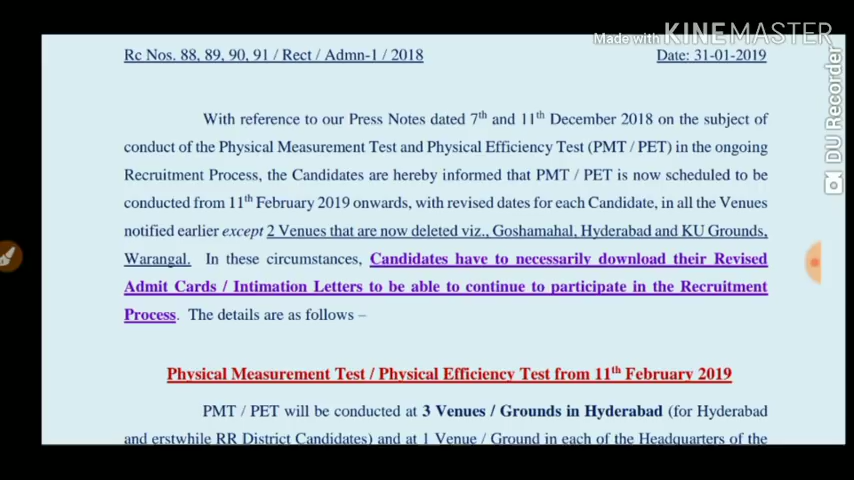 Made with KINEMASTER
Rc Nos. 88, 89, 90, 91 / Rect / Admn-1 / 2018 Date: 31-01-2019
With reference to our Press Notes dated 7th and 11th December 2018 on the subject of
conduct of the Physical Measurement Test and Physical Efficiency Test (PMT / PET) in the ongoing
Recruitment Process, the Candidates are hereby informed that PMT / PET is now scheduled to be
conducted from 11th February 2019 onwards, with revised dates for each Candidate, in all the Venues
notified earlier except 2 Venues that are now deleted viz., Goshamahal, Hyderabad and KU Grounds,
Warangal. In these circumstances, Candidates have to necessarily download their Revised
Admit Cards / Intimation Letters to be able to continue to participate in the Recruitment
Process. The details are as follows –
Physical Measurement Test / Physical Efficiency Test from 11th February 2019
PMT / PET will be conducted at 3 Venues / Grounds in Hyderabad (for Hyderabad
and erstwhile RR District Candidates) and at 1 Venue / Ground in each of the Headquarters of the
DU Recorder